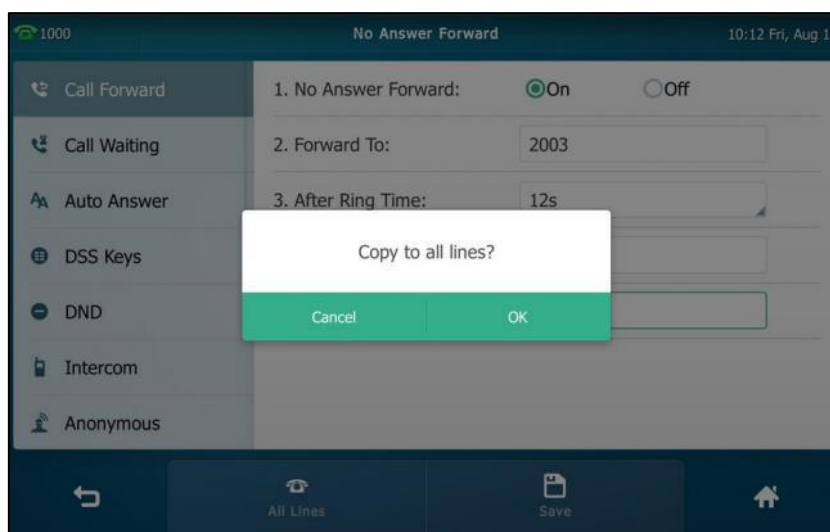 1000 No Answer Forward 10:12 Fri, Aug 1
Call Forward
Call Waiting
Auto Answer
DSS Keys
DND
Intercom
Anonymous
1. No Answer Forward: On Off
2. Forward To: 2003
3. After Ring Time: 12s
Copy to all lines?
Cancel OK
All Lines Save